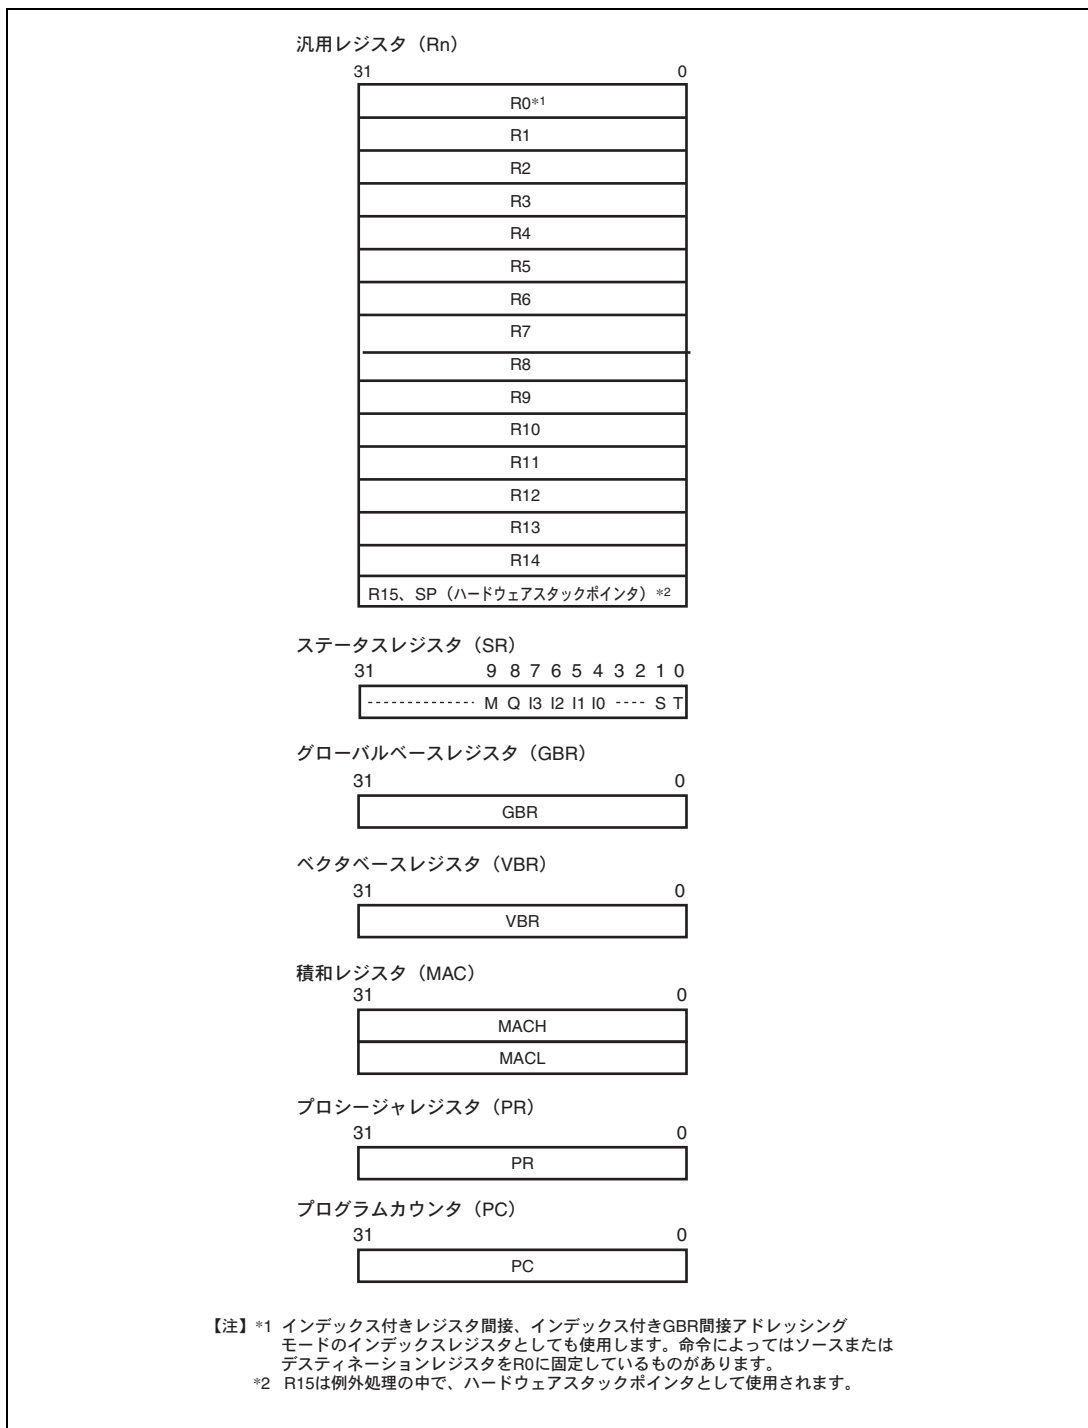 汎用レジスタ（Rn）
31 0
R0*1
R1
R2
R3
R4
R5
R6
R7
R8
R9
R10
R11
R12
R13
R14
R15、SP（ハードウェアスタックポインタ）*2
ステータスレジスタ（SR）
31 9 8 7 6 5 4 3 2 1 0
-------------- M Q I3 I2 I1 I0 ---- S T
グローバルベースレジスタ（GBR）
31 0
GBR
ベクタベースレジスタ（VBR）
31 0
VBR
積和レジスタ（MAC）
31 0
MACH
MACL
プロシージャレジスタ（PR）
31 0
PR
プログラムカウンタ（PC）
31 0
PC
【注】*1 インデックス付きレジスタ間接、インデックス付きGBR間接アドレッシング
モードのインデックスレジスタとしても使用します。命令によってはソースまたは
デスティネーションレジスタをR0に固定しているものがあります。
*2 R15は例外処理の中で、ハードウェアスタックポインタとして使用されます。